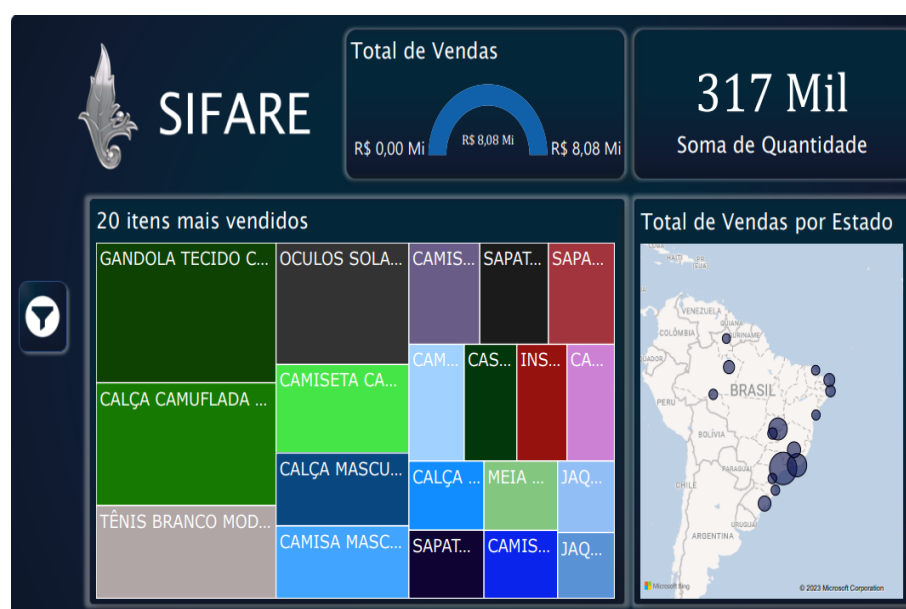 SIFARE
Total de Vendas
R$ 0,00 Mi
R$ 8,08 Mi
R$ 8,08 Mi
317 Mil
Soma de Quantidade
20 itens mais vendidos
GANDOLA TECIDO C...
OCULOS SOLA...
CAMIS...
SAPAT...
SAPA...
CAM...
CAS...
INS...
CA...
CAMISETA CA...
CALÇA CAMUFLADA ...
CALÇA MASCU...
CALÇA ...
MEIA ...
JAQ...
TÊNIS BRANCO MOD...
CAMISA MASC...
SAPAT...
CAMIS...
JAQ...
Total de Vendas por Estado
HAITI
VENEZUELA
GUIANA
COLÔMBIA
SURINAME
BRASIL
PERU
BOLÍVIA
PARAGUAI
CHILE
URUGUAI
ARGENTINA
Microsoft Bing
© 2023 Microsoft Corporation